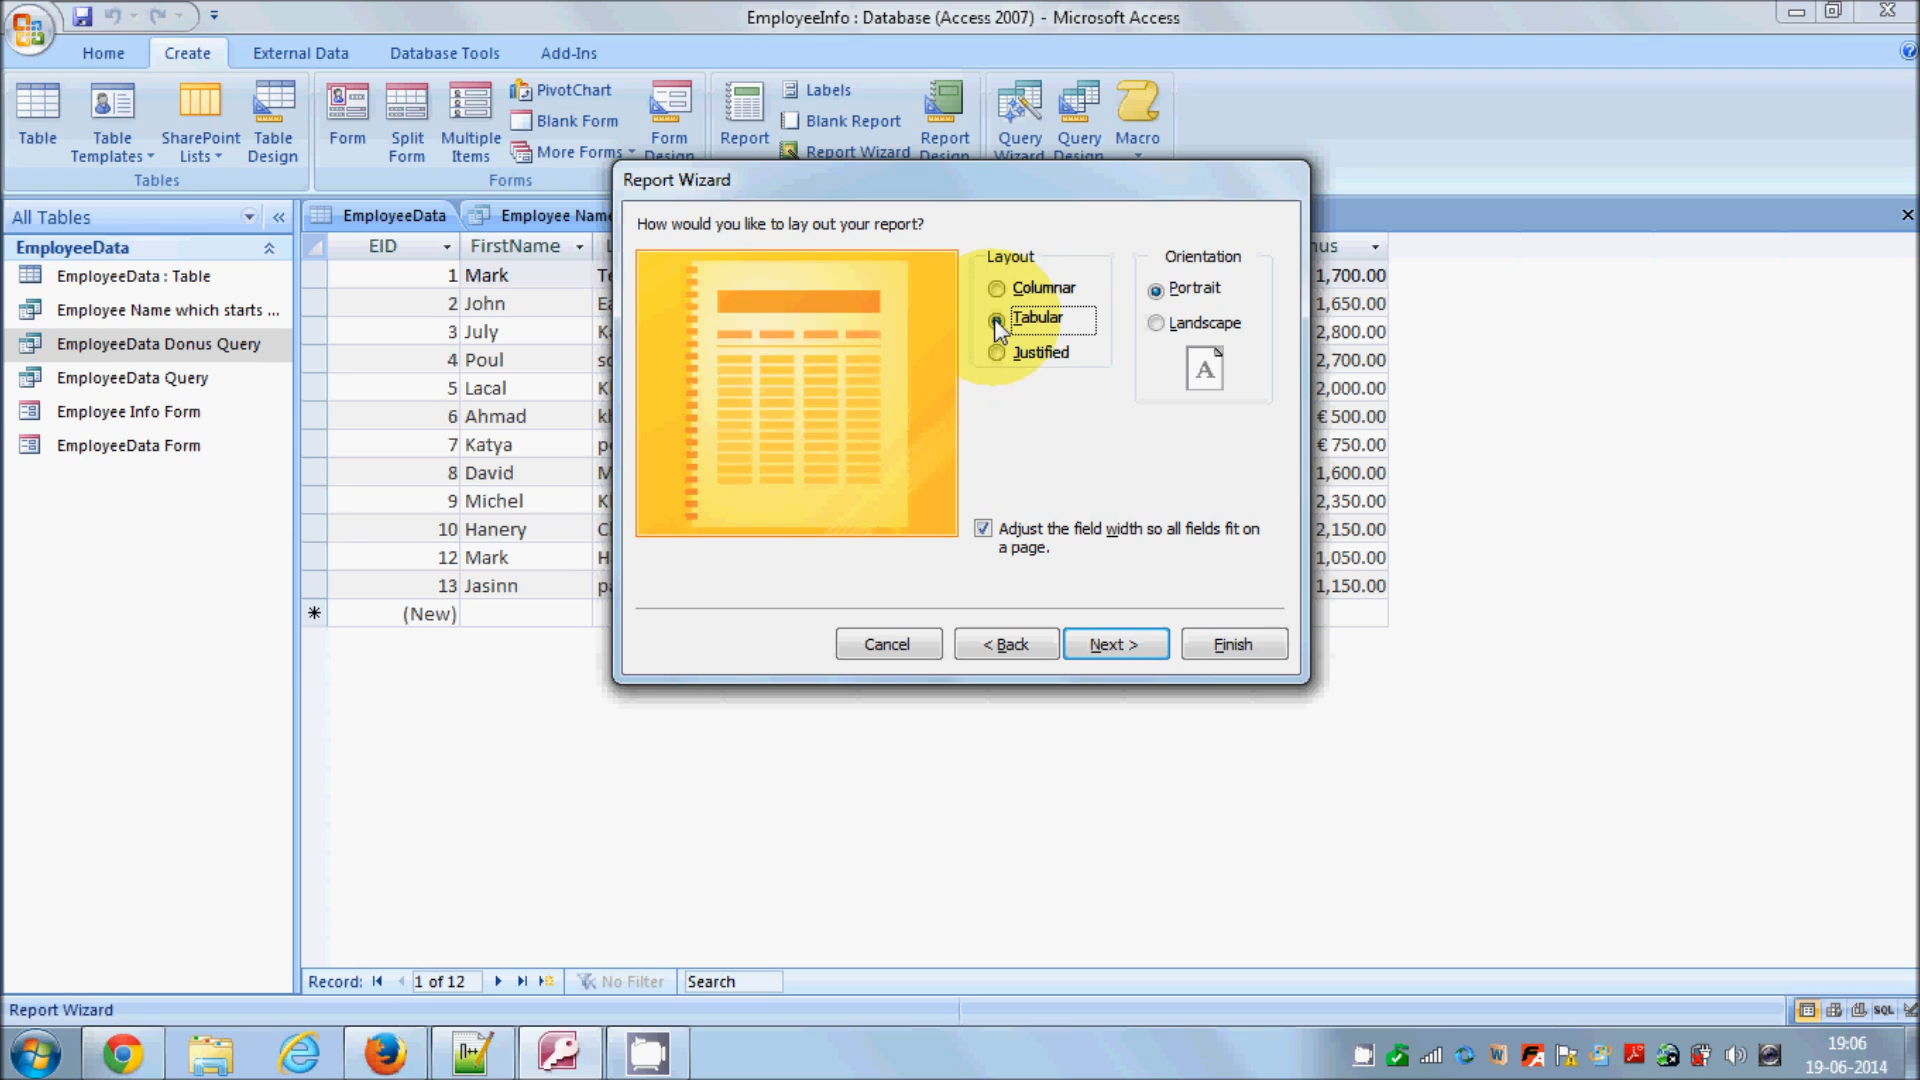 EmployeeInfo : Database (Access 2007) - Microsoft Access
Home Create External Data Database Tools Add-Ins
Table
Table Templates
SharePoint Lists
Table Design
Tables
Form
Split Form
Multiple Items
PivotChart
Blank Form
More Forms
Form Design
Forms
Report
Labels
Blank Report
Report Wizard
Report Design
Query Wizard
Query Design
Macro
All Tables
EmployeeData
EmployeeData : Table
Employee Name which starts ...
EmployeeData Donus Query
EmployeeData Query
Employee Info Form
EmployeeData Form
EmployeeData Employee Name
EID FirstName L nus
1 Mark Te 1,700.00
2 John Ea 1,650.00
3 July Ka 2,800.00
4 Poul sc 2,700.00
5 Lacal Kl 2,000.00
6 Ahmad kh € 500.00
7 Katya pe € 750.00
8 David M 1,600.00
9 Michel Kl 2,350.00
10 Hanery Cl 2,150.00
12 Mark H 1,050.00
13 Jasinn pa 1,150.00
* (New)
Report Wizard
How would you like to lay out your report?
Layout
Columnar
Tabular
Justified
Orientation
Portrait
Landscape
A
Adjust the field width so all fields fit on
a page.
Cancel < Back Next > Finish
Record: 1 of 12 No Filter Search
Report Wizard
SQL
19:06
19-06-2014